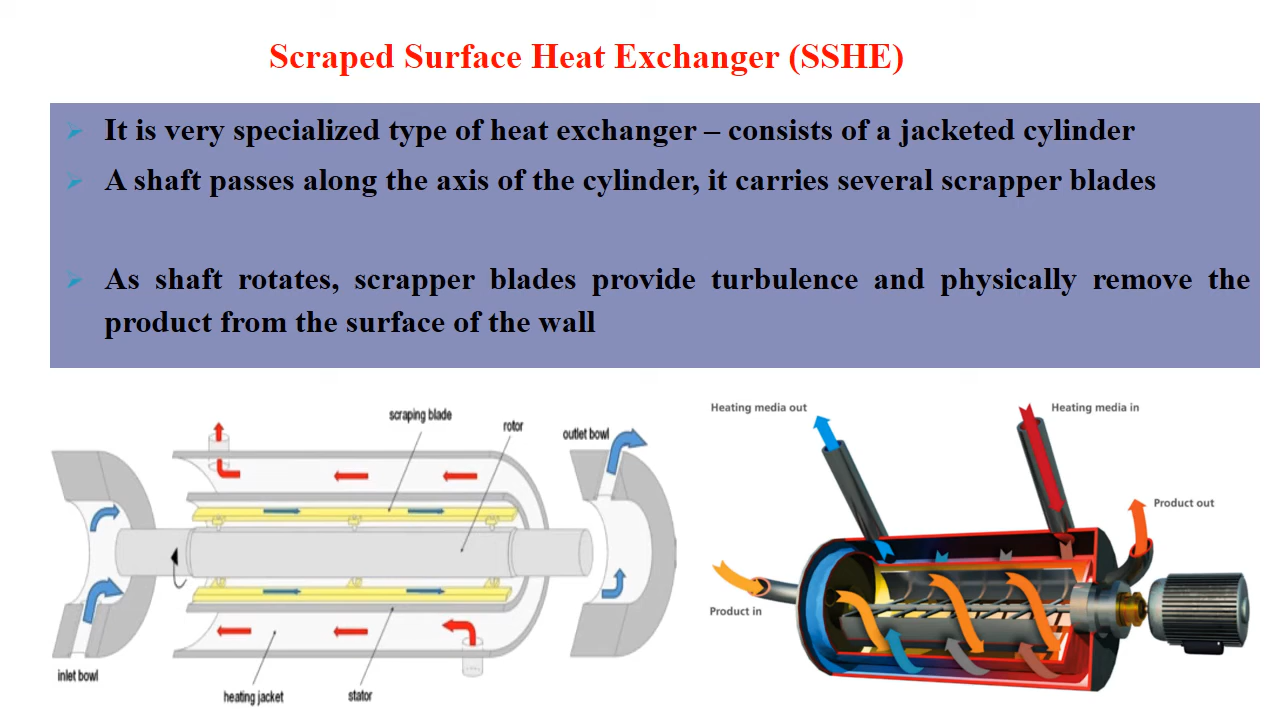 Scraped Surface Heat Exchanger (SSHE)
It is very specialized type of heat exchanger – consists of a jacketed cylinder
A shaft passes along the axis of the cylinder, it carries several scrapper blades
As shaft rotates, scrapper blades provide turbulence and physically remove the
product from the surface of the wall
scraping blade
rotor
outlet bowl
inlet bowl
heating jacket
stator
Heating media out
Heating media in
Product out
Product in